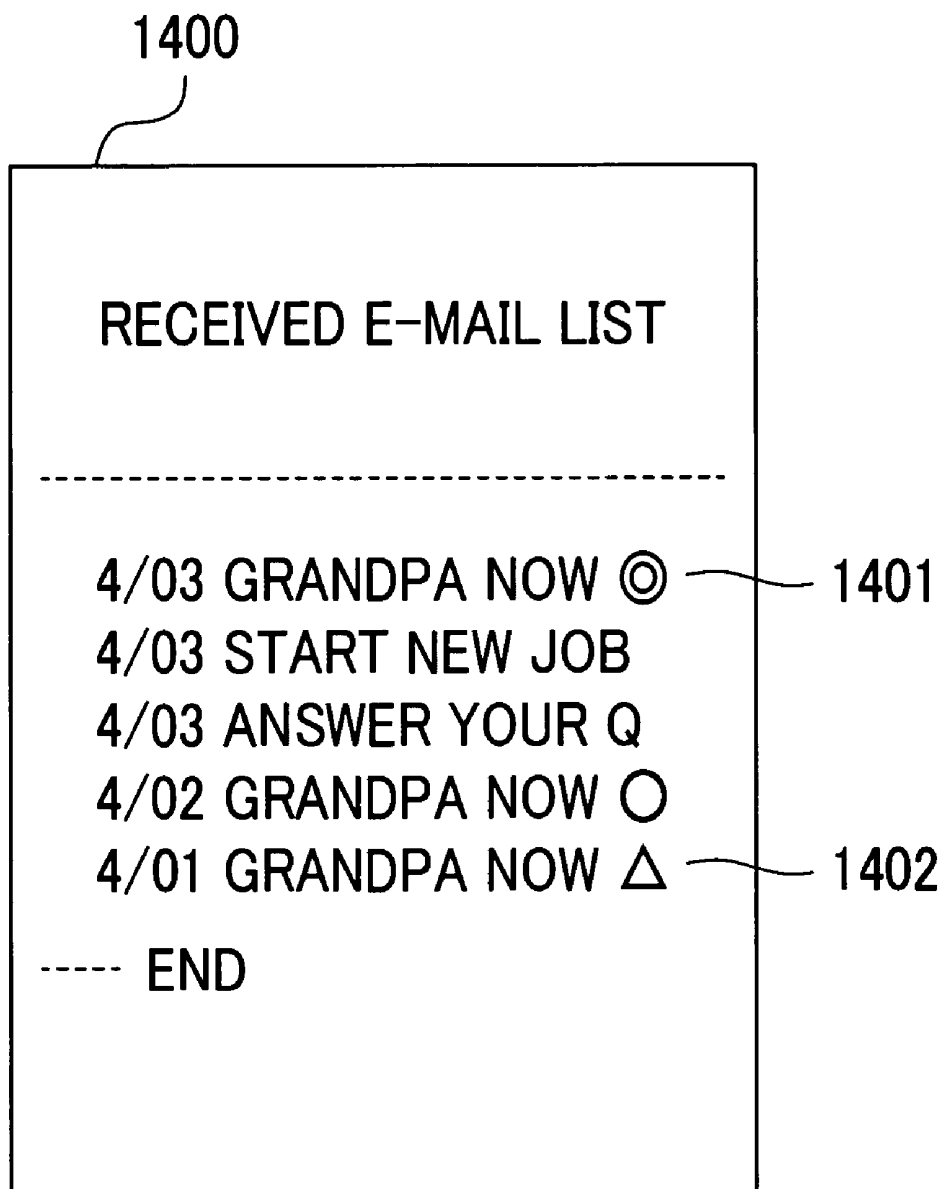 1400
RECEIVED E-MAIL LIST
4/03 GRANDPA NOW ◎ 1401
4/03 START NEW JOB
4/03 ANSWER YOUR Q
4/02 GRANDPA NOW ○
4/01 GRANDPA NOW △ 1402
----- END